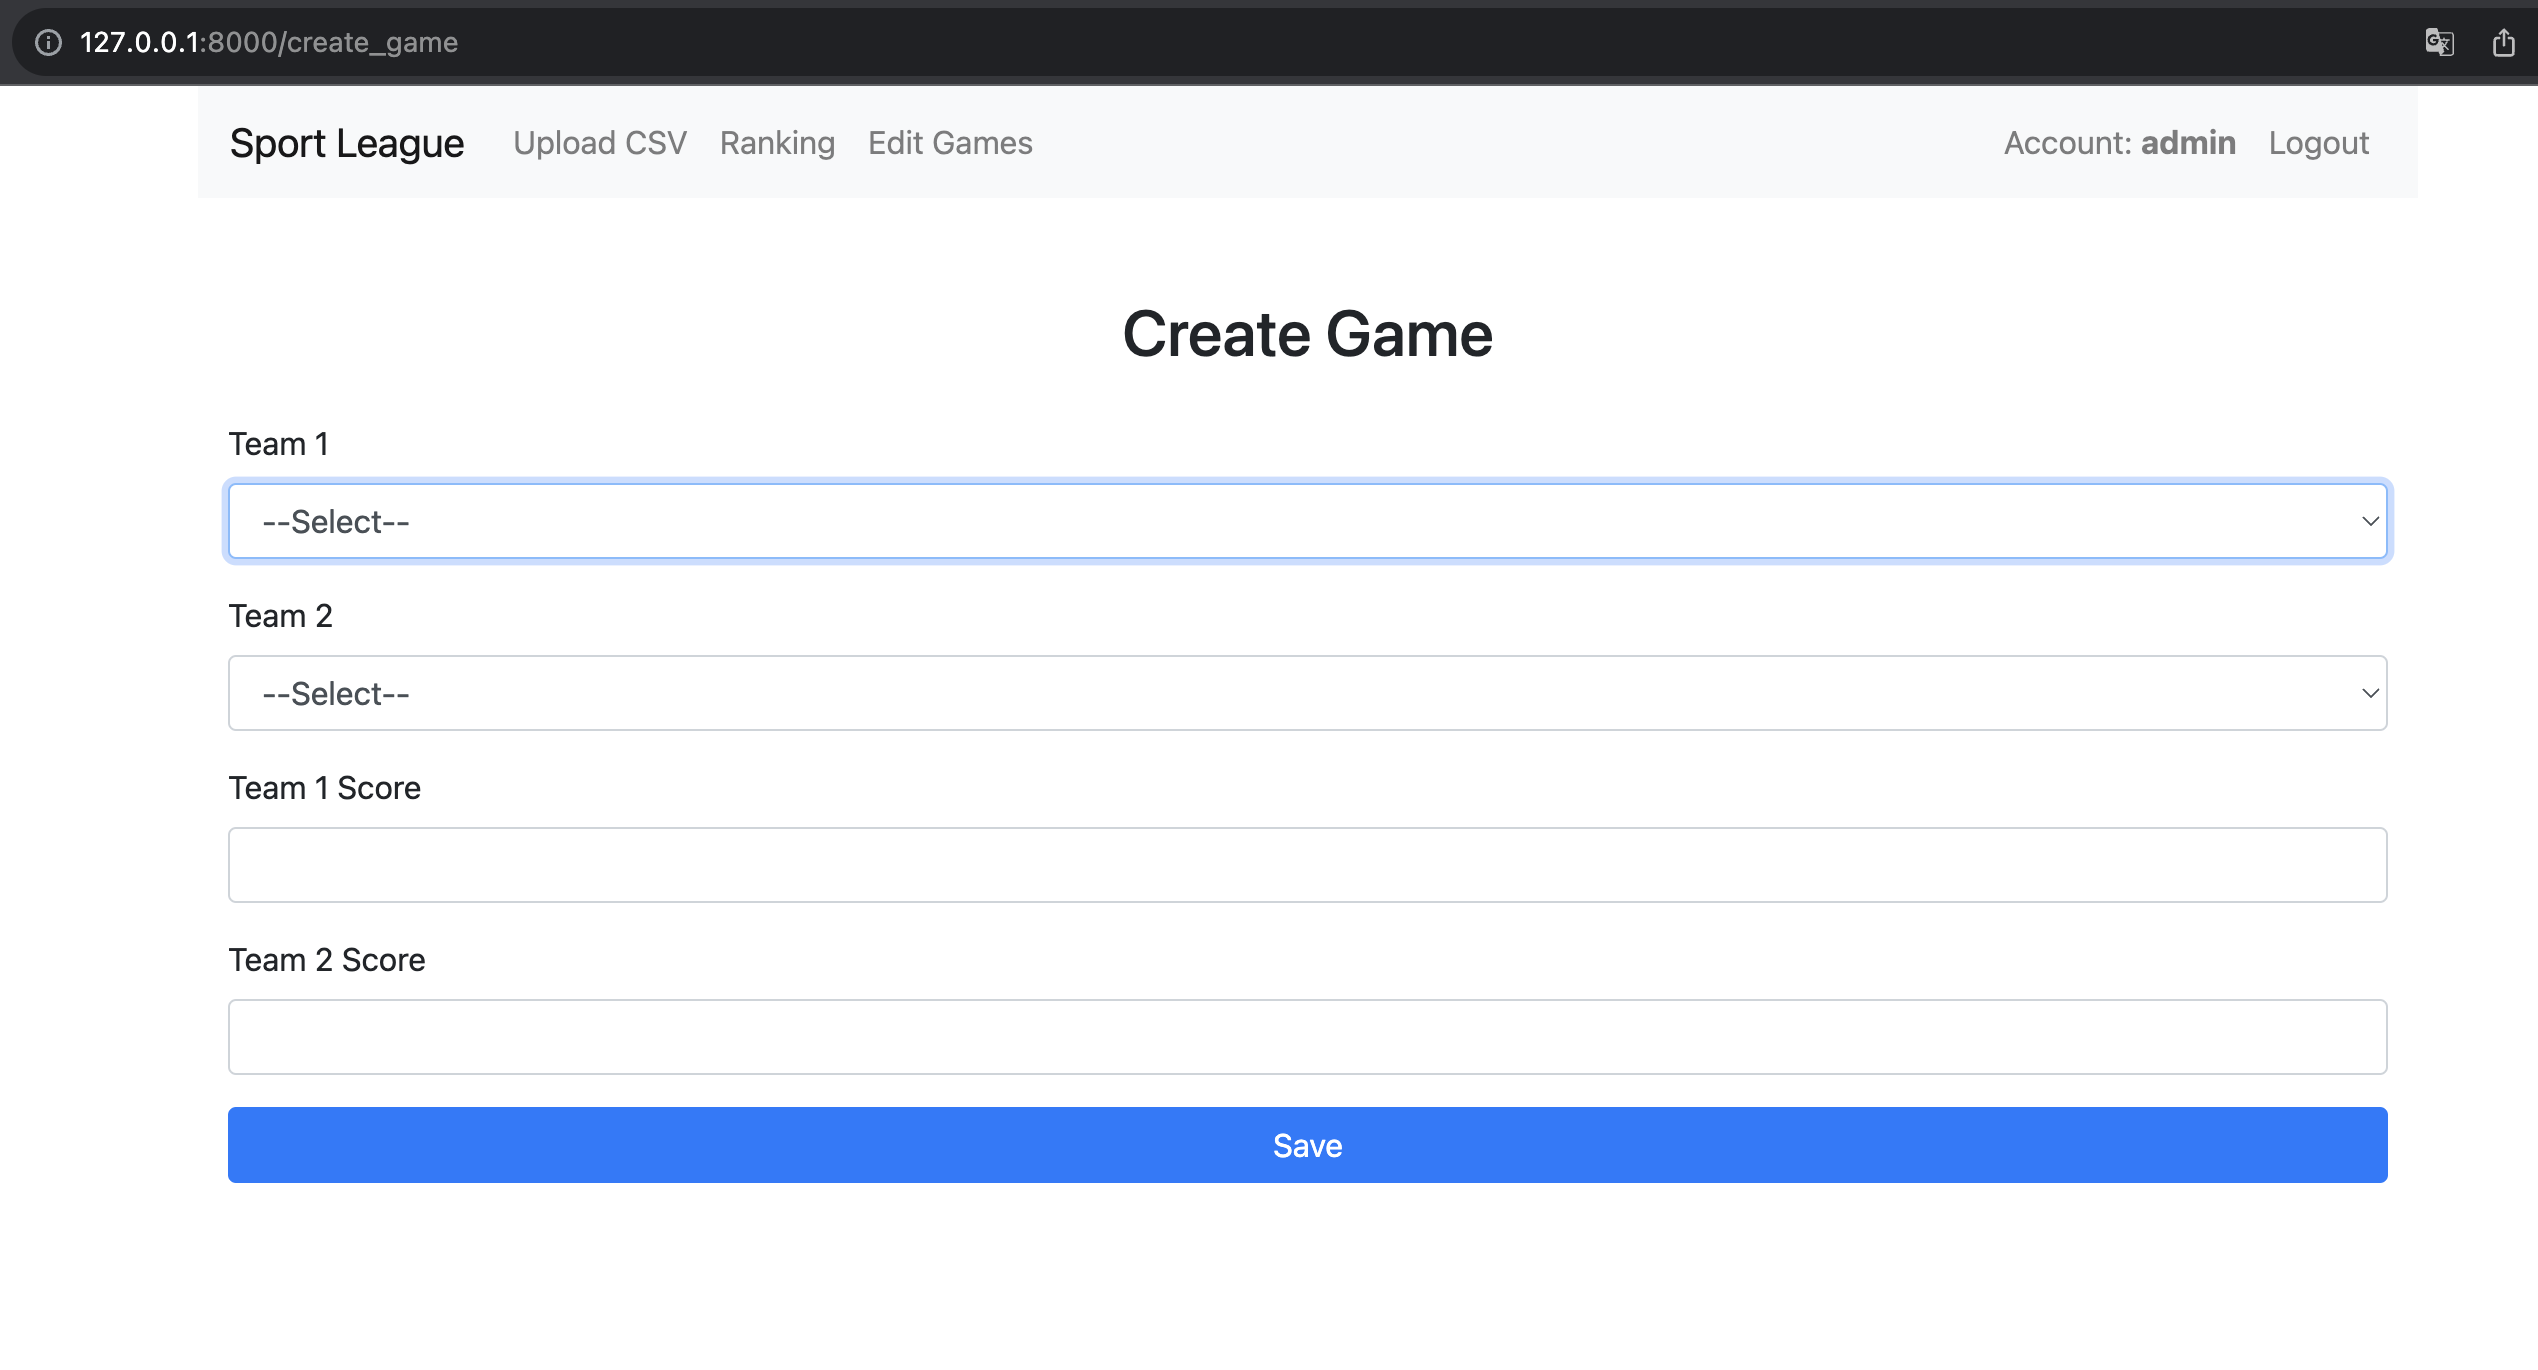 127.0.0.1:8000/create_game
Sport League Upload CSV Ranking Edit Games Account: admin Logout
Create Game
Team 1
--Select--
Team 2
--Select--
Team 1 Score
Team 2 Score
Save